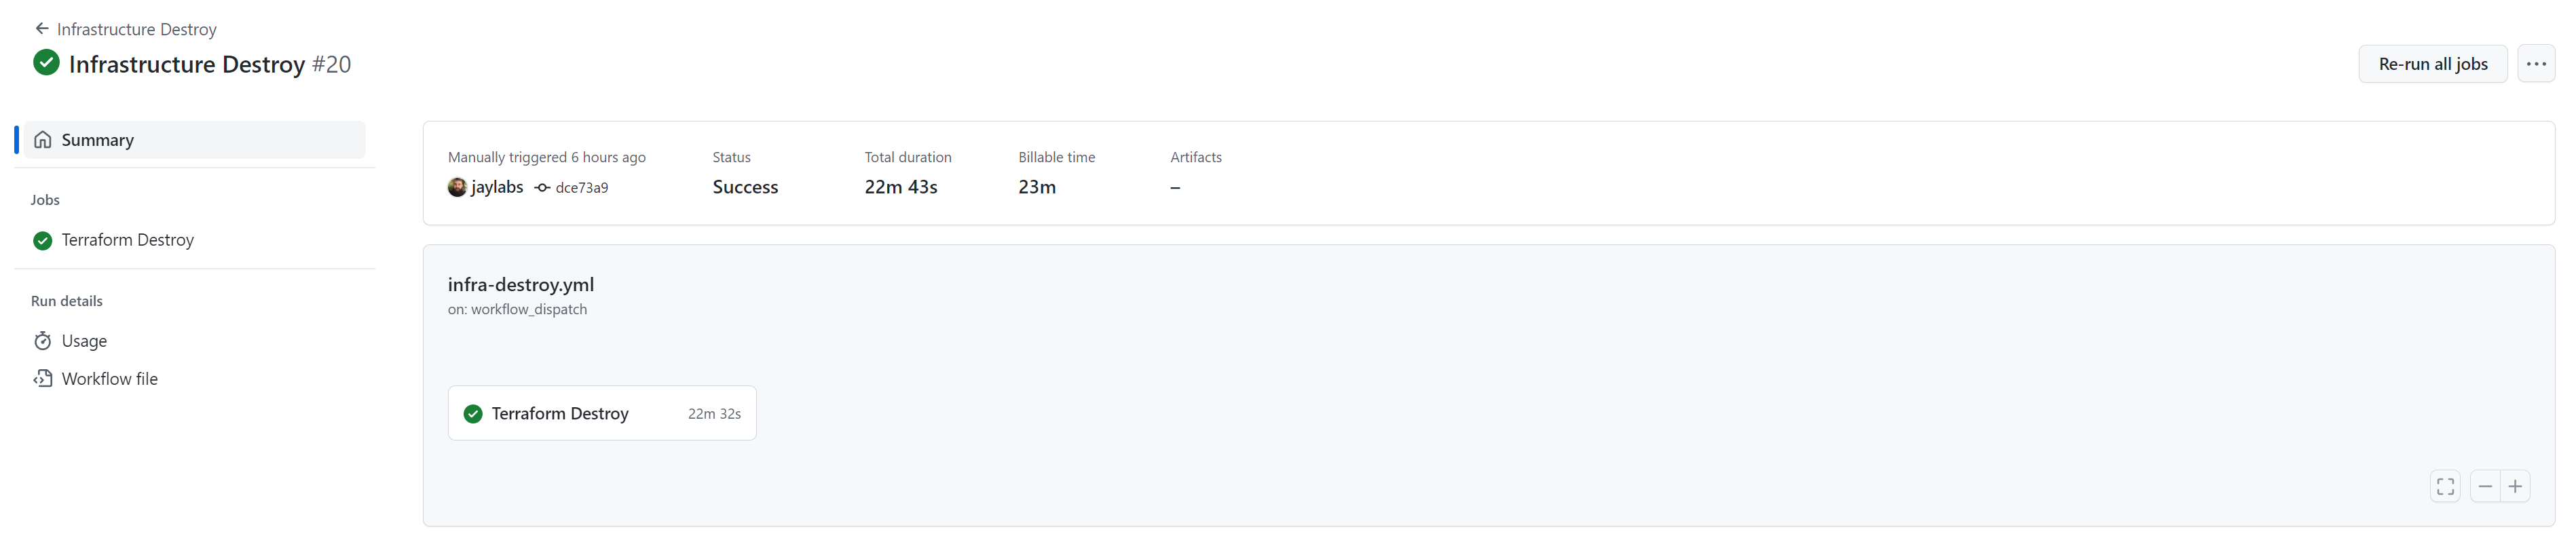 Infrastructure Destroy
Infrastructure Destroy #20
Re-run all jobs
Summary
Jobs
Terraform Destroy
Run details
Usage
Workflow file
Manually triggered 6 hours ago
jaylabs dce73a9
Status
Success
Total duration
22m 43s
Billable time
23m
Artifacts
–
infra-destroy.yml
on: workflow_dispatch
Terraform Destroy 22m 32s